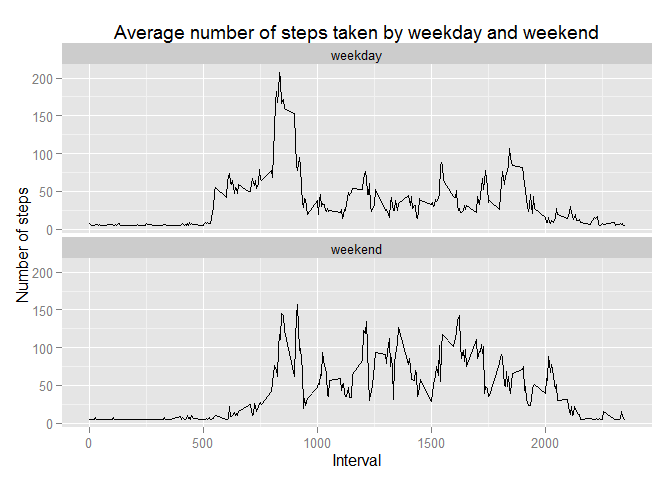 Average number of steps taken by weekday and weekend
weekday
200
150
100
50
0
weekend
200
150
100
50
0
Number of steps
0 500 1000 1500 2000
Interval